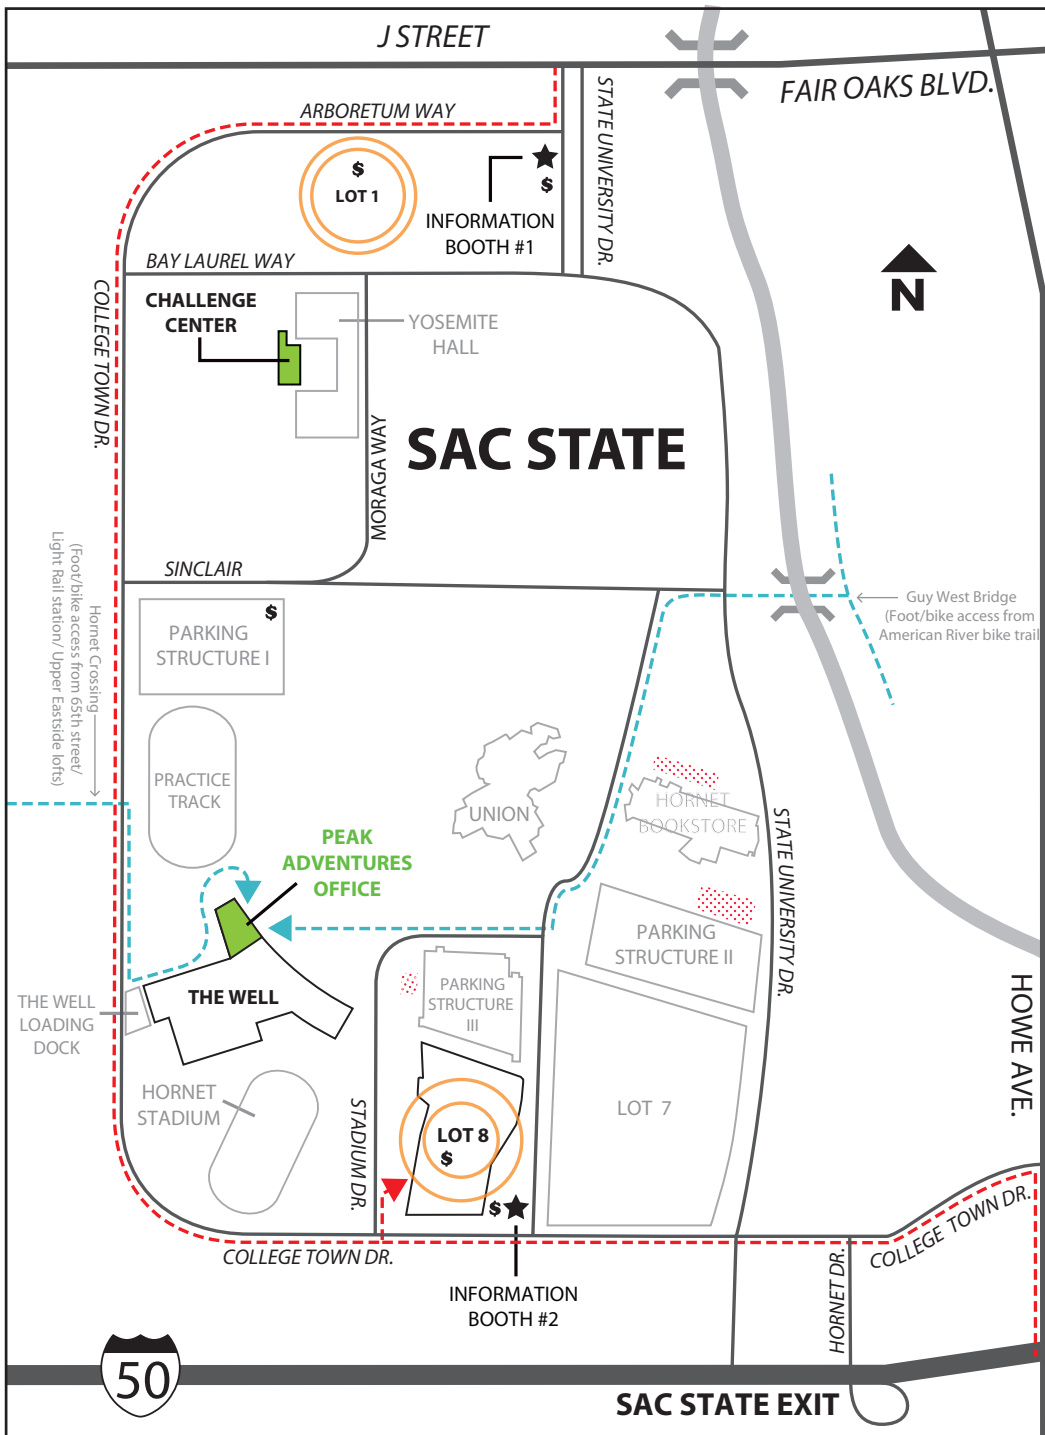 J STREET
FAIR OAKS BLVD.
ARBORETUM WAY
STATE UNIVERSITY DR.
$
LOT 1
$
INFORMATION
BOOTH #1
BAY LAUREL WAY
N
COLLEGE TOWN DR.
CHALLENGE
CENTER
YOSEMITE
HALL
SAC STATE
MORAGA WAY
SINCLAIR
Hornet Crossing
(Foot/bike access from 65th street/
Light Rail station/ Upper Eastside lofts)
Guy West Bridge
(Foot/bike access from
American River bike trail
$
PARKING
STRUCTURE I
PRACTICE
TRACK
UNION
HORNET
BOOKSTORE
STATE UNIVERSITY DR.
PEAK
ADVENTURES
OFFICE
PARKING
STRUCTURE II
THE WELL
PARKING
STRUCTURE
III
THE WELL
LOADING
DOCK
HOWE AVE.
HORNET
STADIUM
STADIUM DR.
LOT 8
$
LOT 7
$
COLLEGE TOWN DR.
COLLEGE TOWN DR.
INFORMATION
BOOTH #2
HORNET DR.
50
SAC STATE EXIT